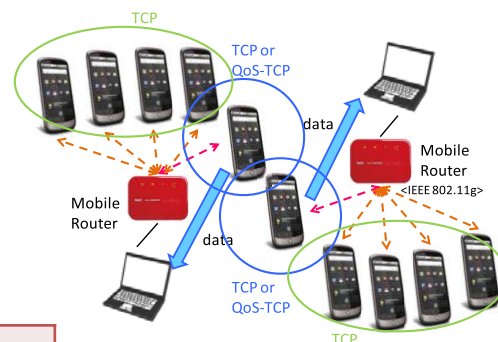 TCP
TCP or
QoS-TCP
data
Mobile
Router
<IEEE 802.11g>
Mobile
Router
data
TCP or
QoS-TCP
TCP